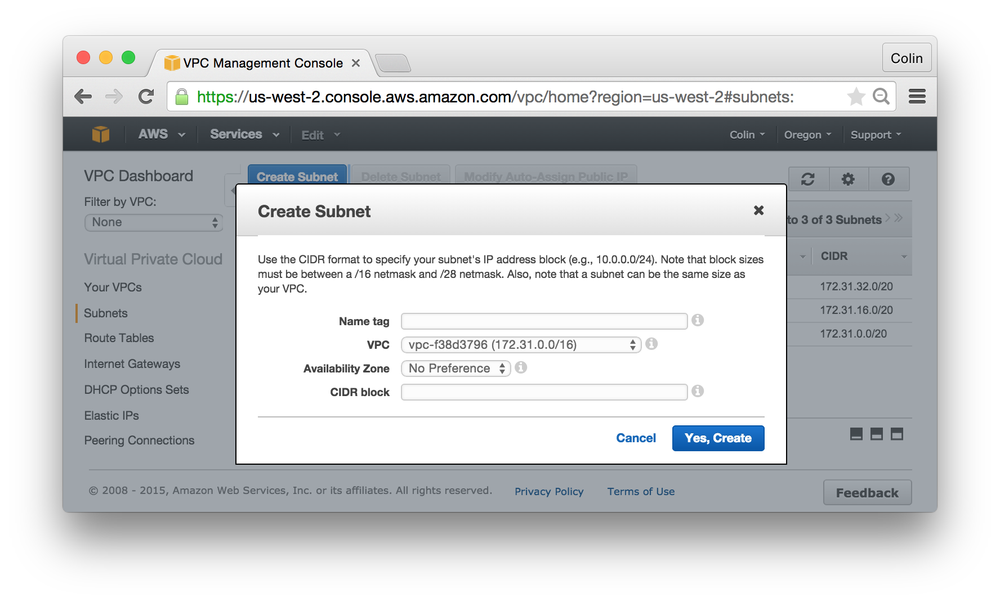 VPC Management Console
Colin
https://us-west-2.console.aws.amazon.com/vpc/home?region=us-west-2#subnets:
AWS Services Edit Colin Oregon Support
VPC Dashboard
Filter by VPC:
None
Virtual Private Cloud
Your VPCs
Subnets
Route Tables
Internet Gateways
DHCP Options Sets
Elastic IPs
Peering Connections
Create Subnet Delete Subnet Modify Auto-Assign Public IP
to 3 of 3 Subnets
CIDR
172.31.32.0/20
172.31.16.0/20
172.31.0.0/20
Create Subnet
Use the CIDR format to specify your subnet's IP address block (e.g., 10.0.0.0/24). Note that block sizes
must be between a /16 netmask and /28 netmask. Also, note that a subnet can be the same size as
your VPC.
Name tag
VPC vpc-f38d3796 (172.31.0.0/16)
Availability Zone No Preference
CIDR block
Cancel Yes, Create
© 2008 - 2015, Amazon Web Services, Inc. or its affiliates. All rights reserved. Privacy Policy Terms of Use Feedback